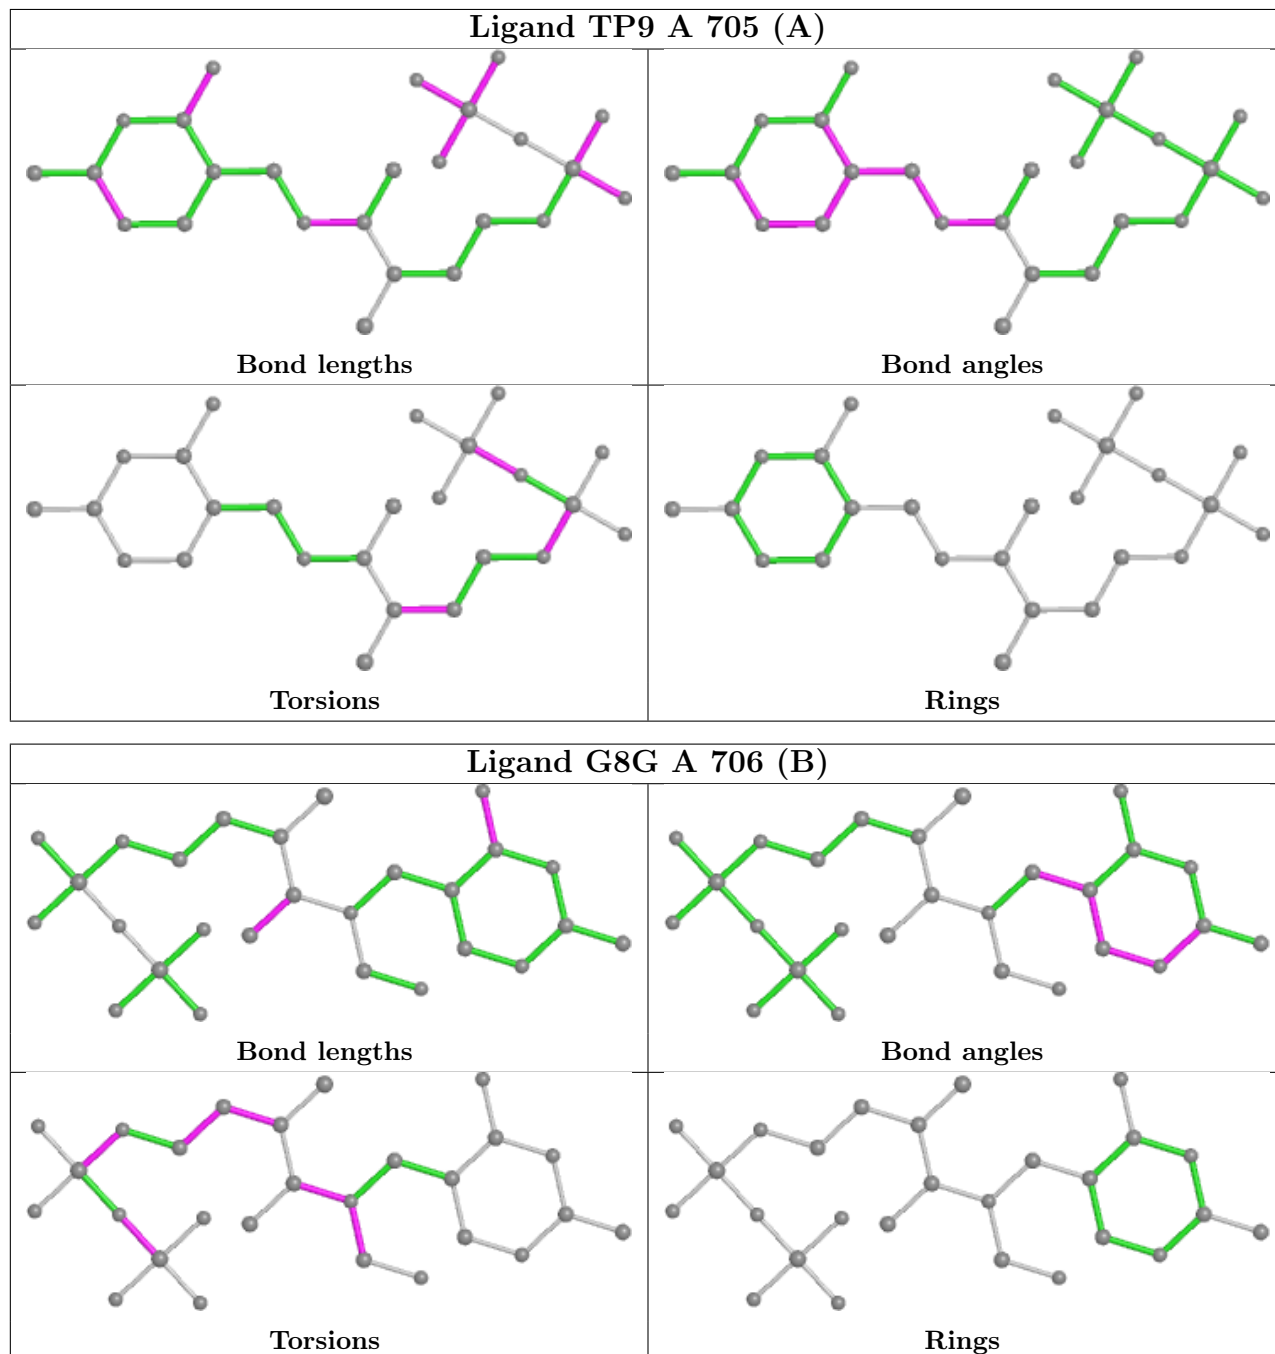 Ligand TP9 A 705 (A)
Bond lengths
Bond angles
Torsions
Rings
Ligand G8G A 706 (B)
Bond lengths
Bond angles
Torsions
Rings